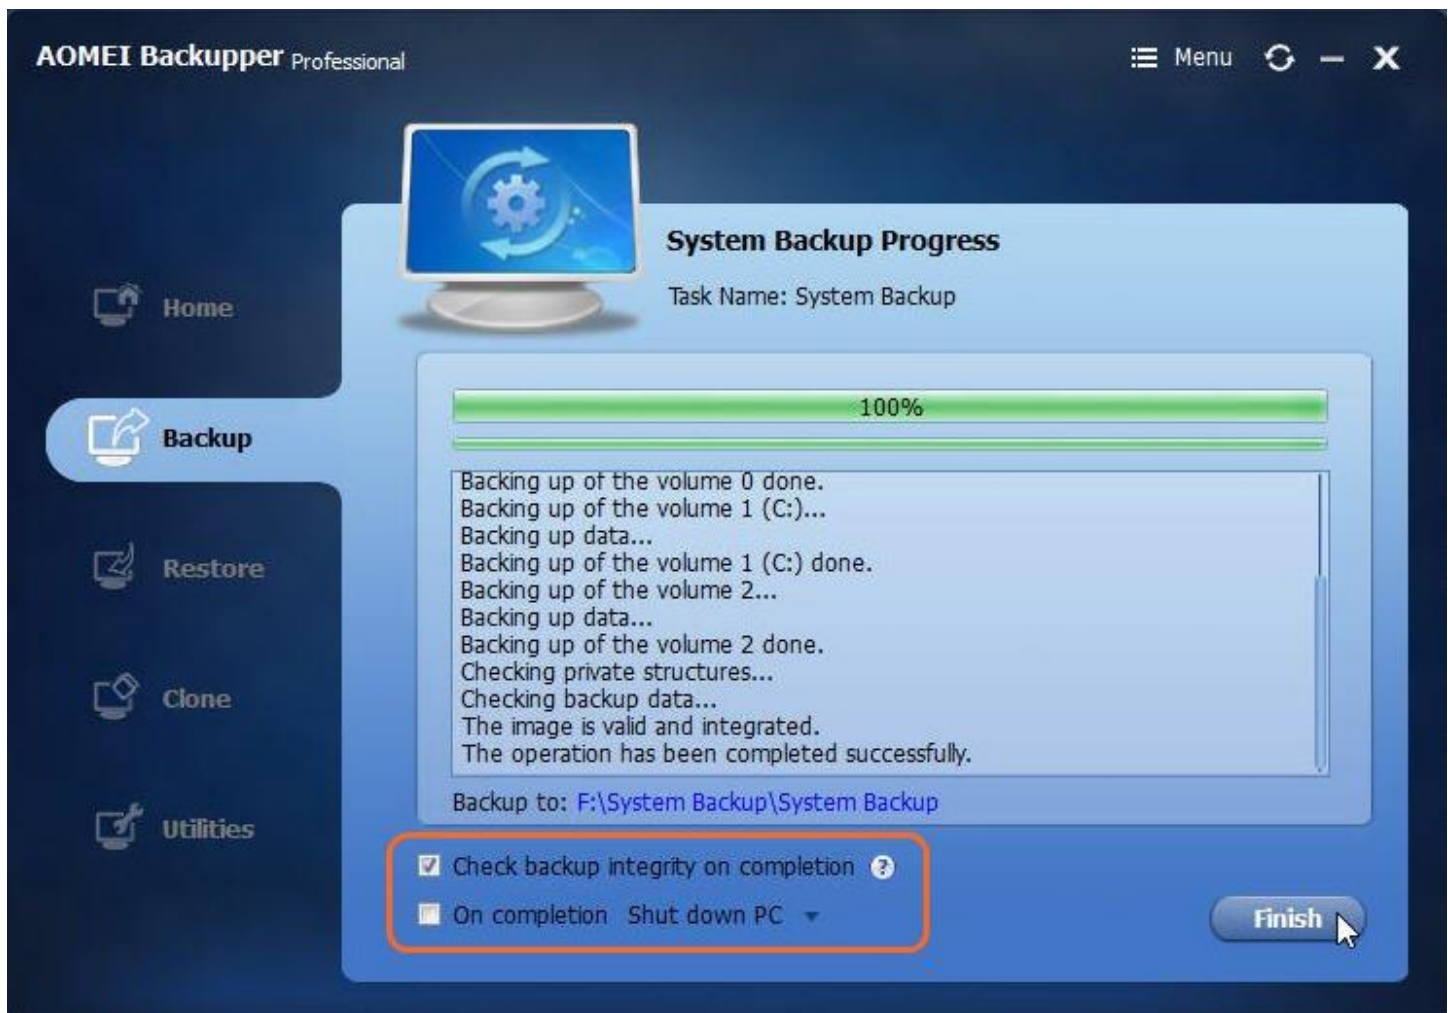 AOMEI Backupper Professional
Menu
System Backup Progress
Task Name: System Backup
Home
Backup
Restore
Clone
Utilities
100%
Backing up of the volume 0 done.
Backing up of the volume 1 (C:)...
Backing up data...
Backing up of the volume 1 (C:) done.
Backing up of the volume 2...
Backing up data...
Backing up of the volume 2 done.
Checking private structures...
Checking backup data...
The image is valid and integrated.
The operation has been completed successfully.
Backup to: F:\System Backup\System Backup
Check backup integrity on completion ?
On completion Shut down PC
Finish